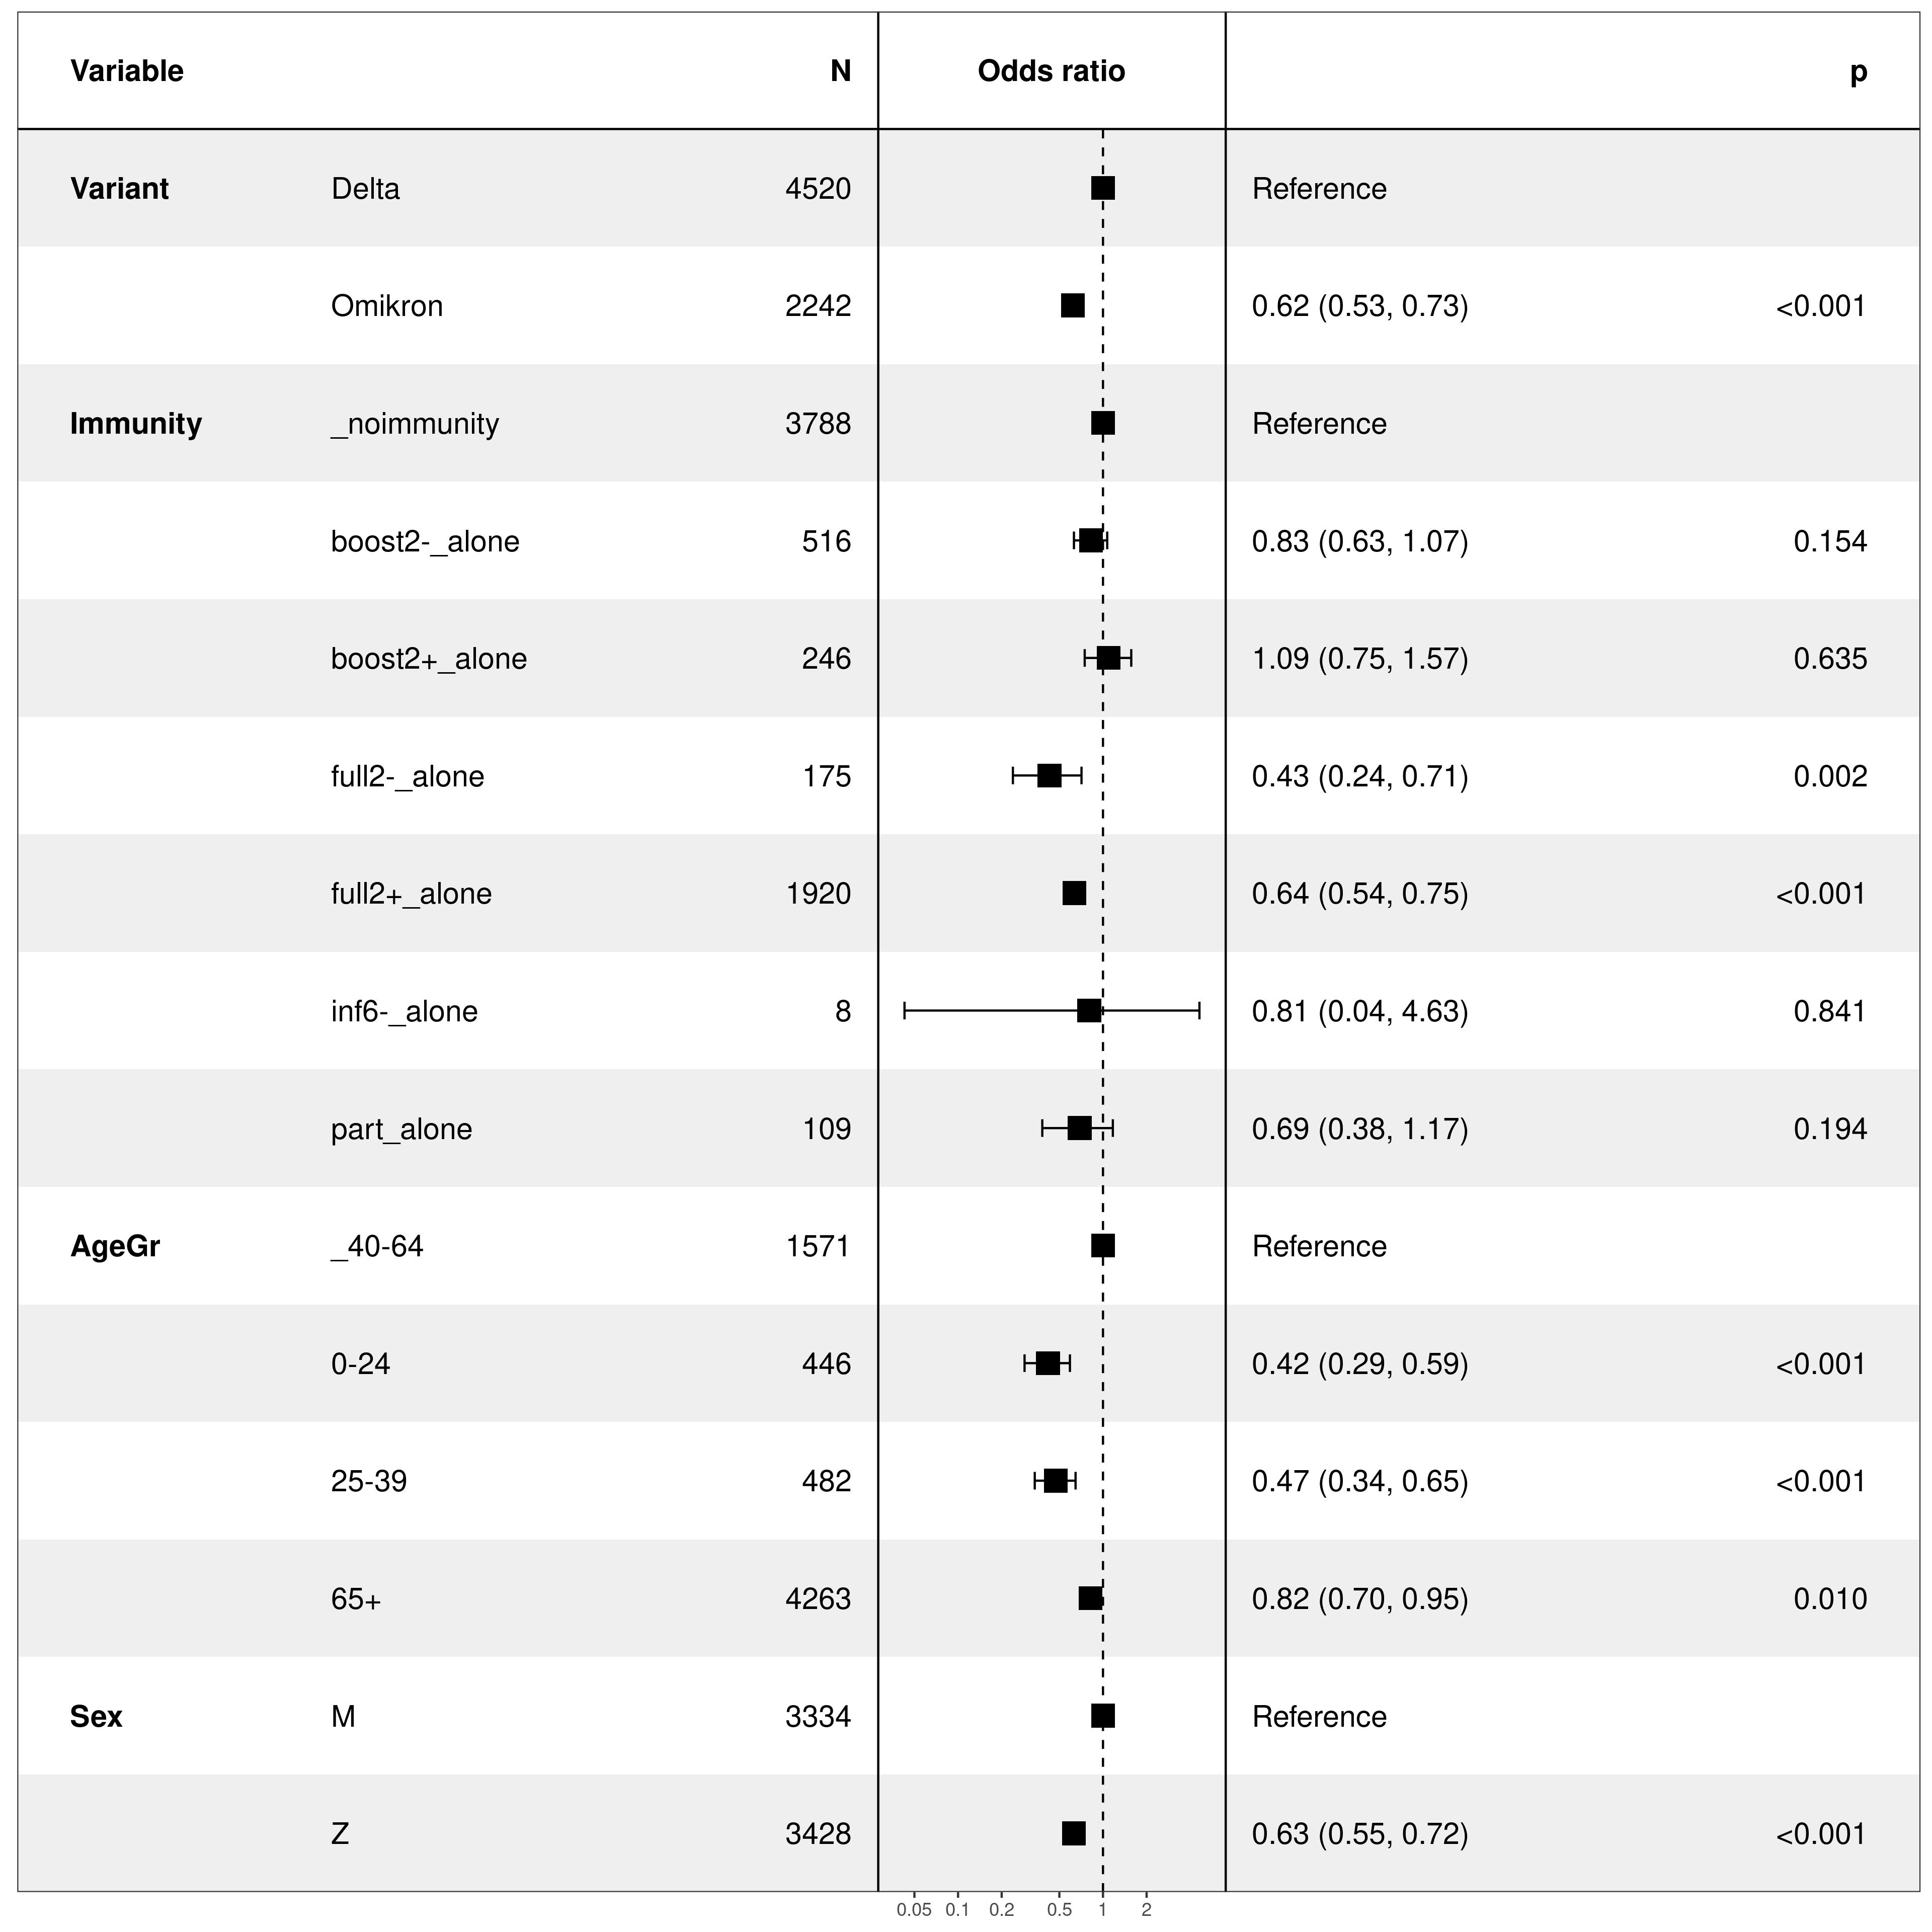 Variable N Odds ratio p
Variant Delta 4520 Reference
Omikron 2242 0.62 (0.53, 0.73) <0.001
Immunity _noimmunity 3788 Reference
boost2-_alone 516 0.83 (0.63, 1.07) 0.154
boost2+_alone 246 1.09 (0.75, 1.57) 0.635
full2-_alone 175 0.43 (0.24, 0.71) 0.002
full2+_alone 1920 0.64 (0.54, 0.75) <0.001
inf6-_alone 8 0.81 (0.04, 4.63) 0.841
part_alone 109 0.69 (0.38, 1.17) 0.194
AgeGr _40-64 1571 Reference
0-24 446 0.42 (0.29, 0.59) <0.001
25-39 482 0.47 (0.34, 0.65) <0.001
65+ 4263 0.82 (0.70, 0.95) 0.010
Sex M 3334 Reference
Z 3428 0.63 (0.55, 0.72) <0.001
0.05 0.1 0.2 0.5 1 2